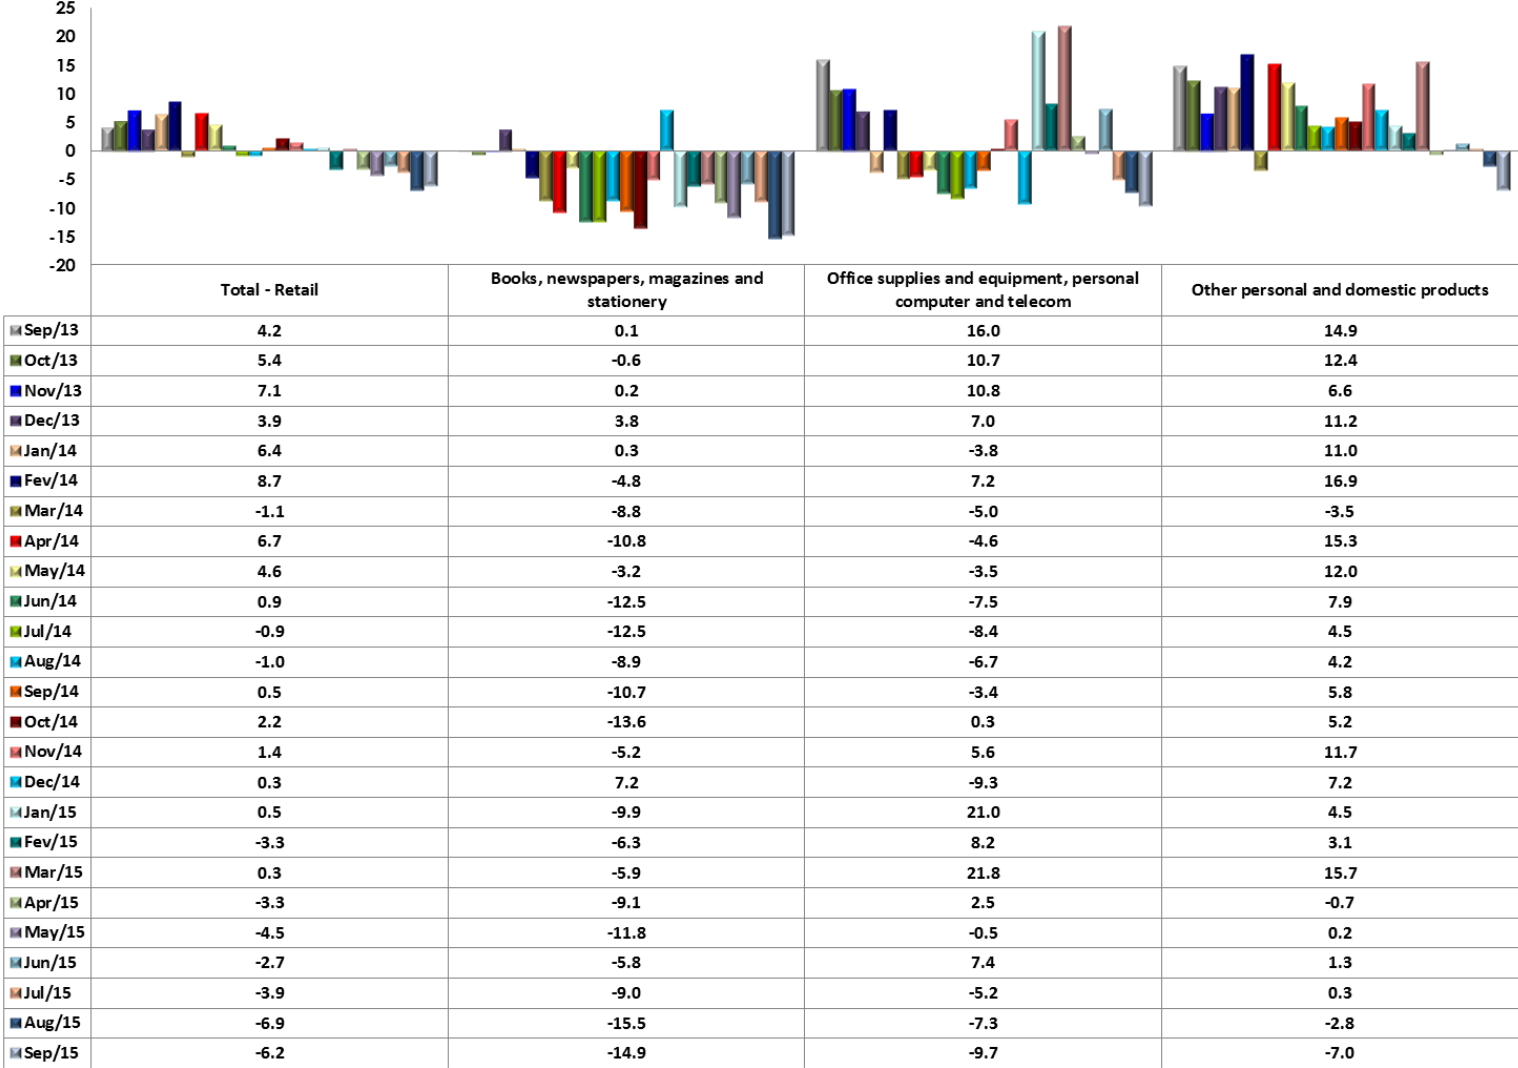 25
20
15
10
5
0
-5
-10
-15
-20
Total - Retail
Books, newspapers, magazines and
stationery
Office supplies and equipment, personal
computer and telecom
Other personal and domestic products
Sep/13 4.2 0.1 16.0 14.9
Oct/13 5.4 -0.6 10.7 12.4
Nov/13 7.1 0.2 10.8 6.6
Dec/13 3.9 3.8 7.0 11.2
Jan/14 6.4 0.3 -3.8 11.0
Fev/14 8.7 -4.8 7.2 16.9
Mar/14 -1.1 -8.8 -5.0 -3.5
Apr/14 6.7 -10.8 -4.6 15.3
May/14 4.6 -3.2 -3.5 12.0
Jun/14 0.9 -12.5 -7.5 7.9
Jul/14 -0.9 -12.5 -8.4 4.5
Aug/14 -1.0 -8.9 -6.7 4.2
Sep/14 0.5 -10.7 -3.4 5.8
Oct/14 2.2 -13.6 0.3 5.2
Nov/14 1.4 -5.2 5.6 11.7
Dec/14 0.3 7.2 -9.3 7.2
Jan/15 0.5 -9.9 21.0 4.5
Fev/15 -3.3 -6.3 8.2 3.1
Mar/15 0.3 -5.9 21.8 15.7
Apr/15 -3.3 -9.1 2.5 -0.7
May/15 -4.5 -11.8 -0.5 0.2
Jun/15 -2.7 -5.8 7.4 1.3
Jul/15 -3.9 -9.0 -5.2 0.3
Aug/15 -6.9 -15.5 -7.3 -2.8
Sep/15 -6.2 -14.9 -9.7 -7.0